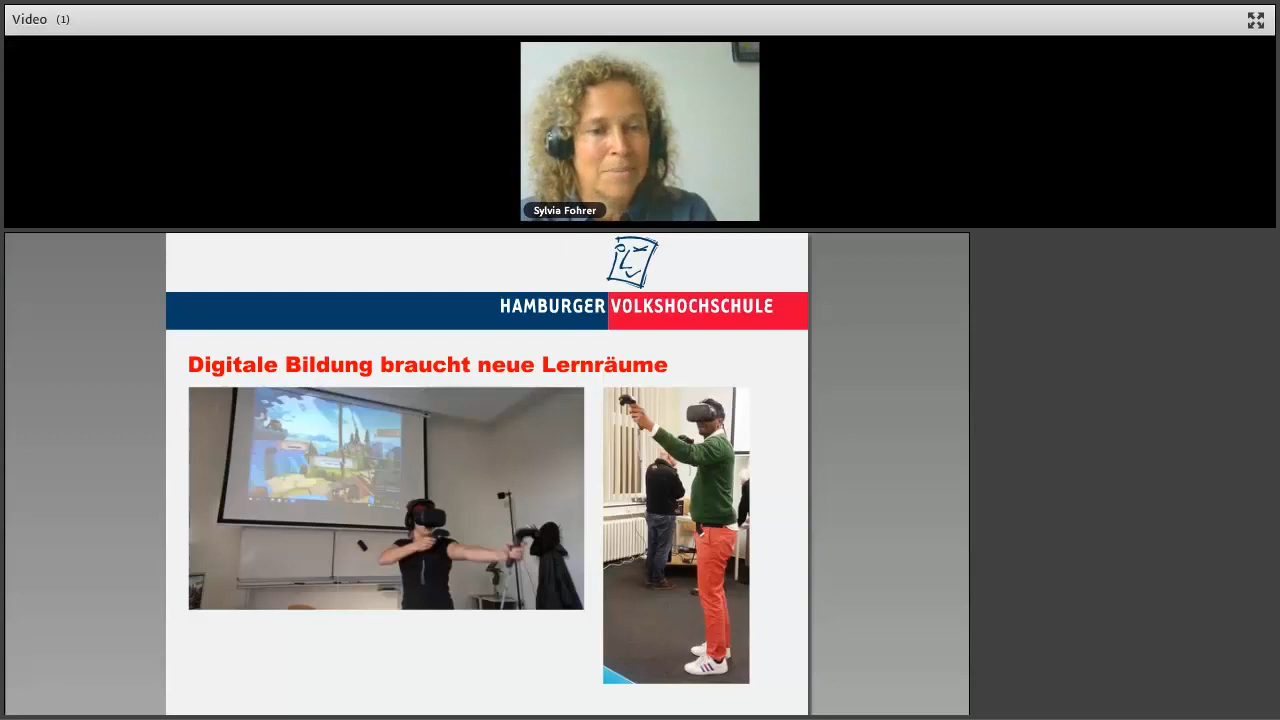 Video (1)
Sylvia Fohrer
HAMBURGER VOLKSHOCHSCHULE
Digitale Bildung braucht neue Lernräume